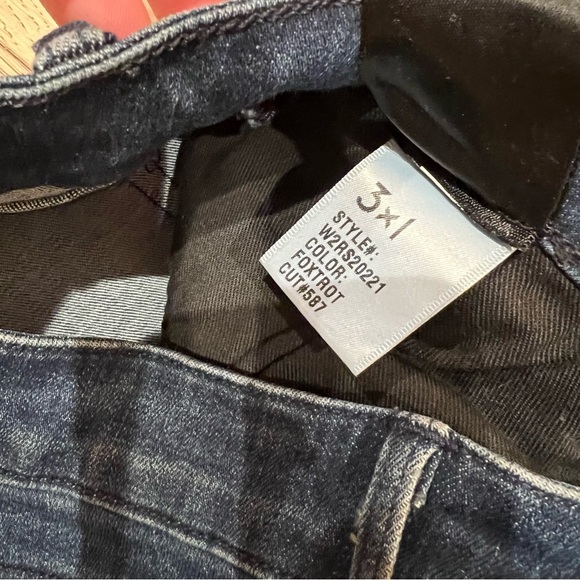 3x1
STYLE#:
W2RS20221
COLOR:
FOXTROT
CUT#587